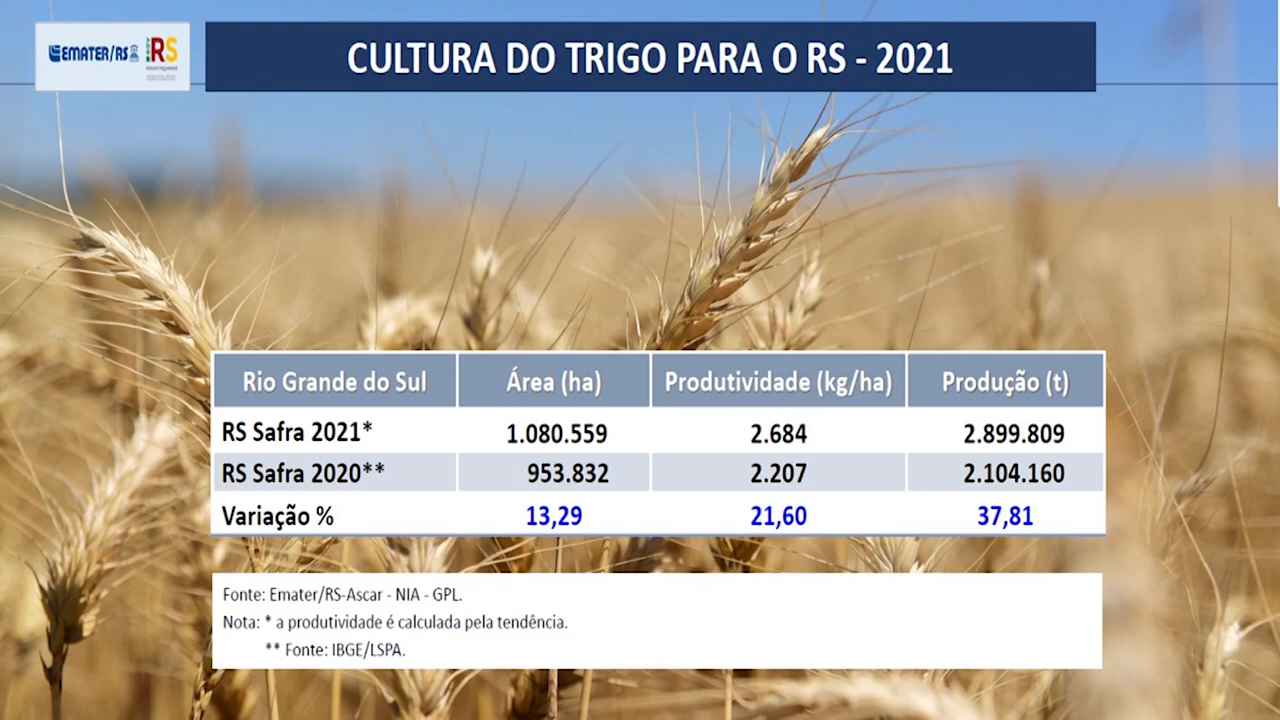 EMATER/RS
RS
CULTURA DO TRIGO PARA O RS - 2021
Rio Grande do Sul Área (ha) Produtividade (kg/ha) Produção (t)
RS Safra 2021* 1.080.559 2.684 2.899.809
RS Safra 2020** 953.832 2.207 2.104.160
Variação % 13,29 21,60 37,81
Fonte: Emater/RS-Ascar - NIA - GPL.
Nota: * a produtividade é calculada pela tendência.
** Fonte: IBGE/LSPA.